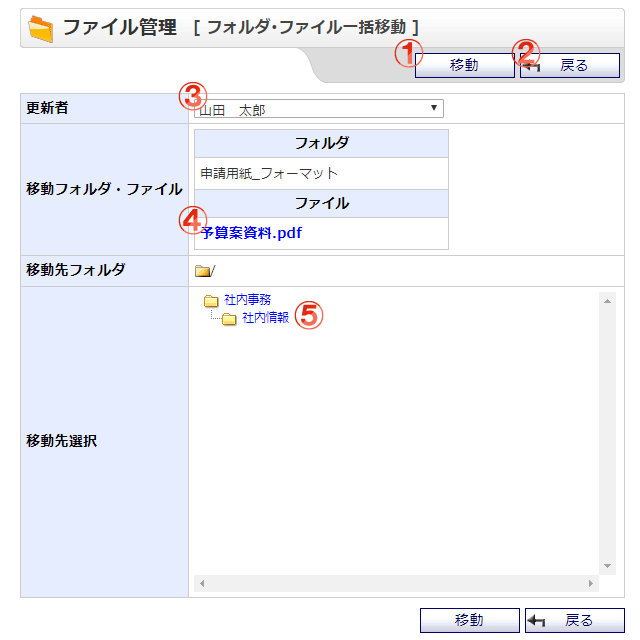 ファイル管理 [ フォルダ・ファイル一括移動 ]
① 移動 ② 戻る
更新者 ③ 山田 太郎
移動フォルダ・ファイル
フォルダ
申請用紙_フォーマット
ファイル
④ 予算案資料.pdf
移動先フォルダ /
移動先選択
社内事務
社内情報 ⑤
移動 戻る